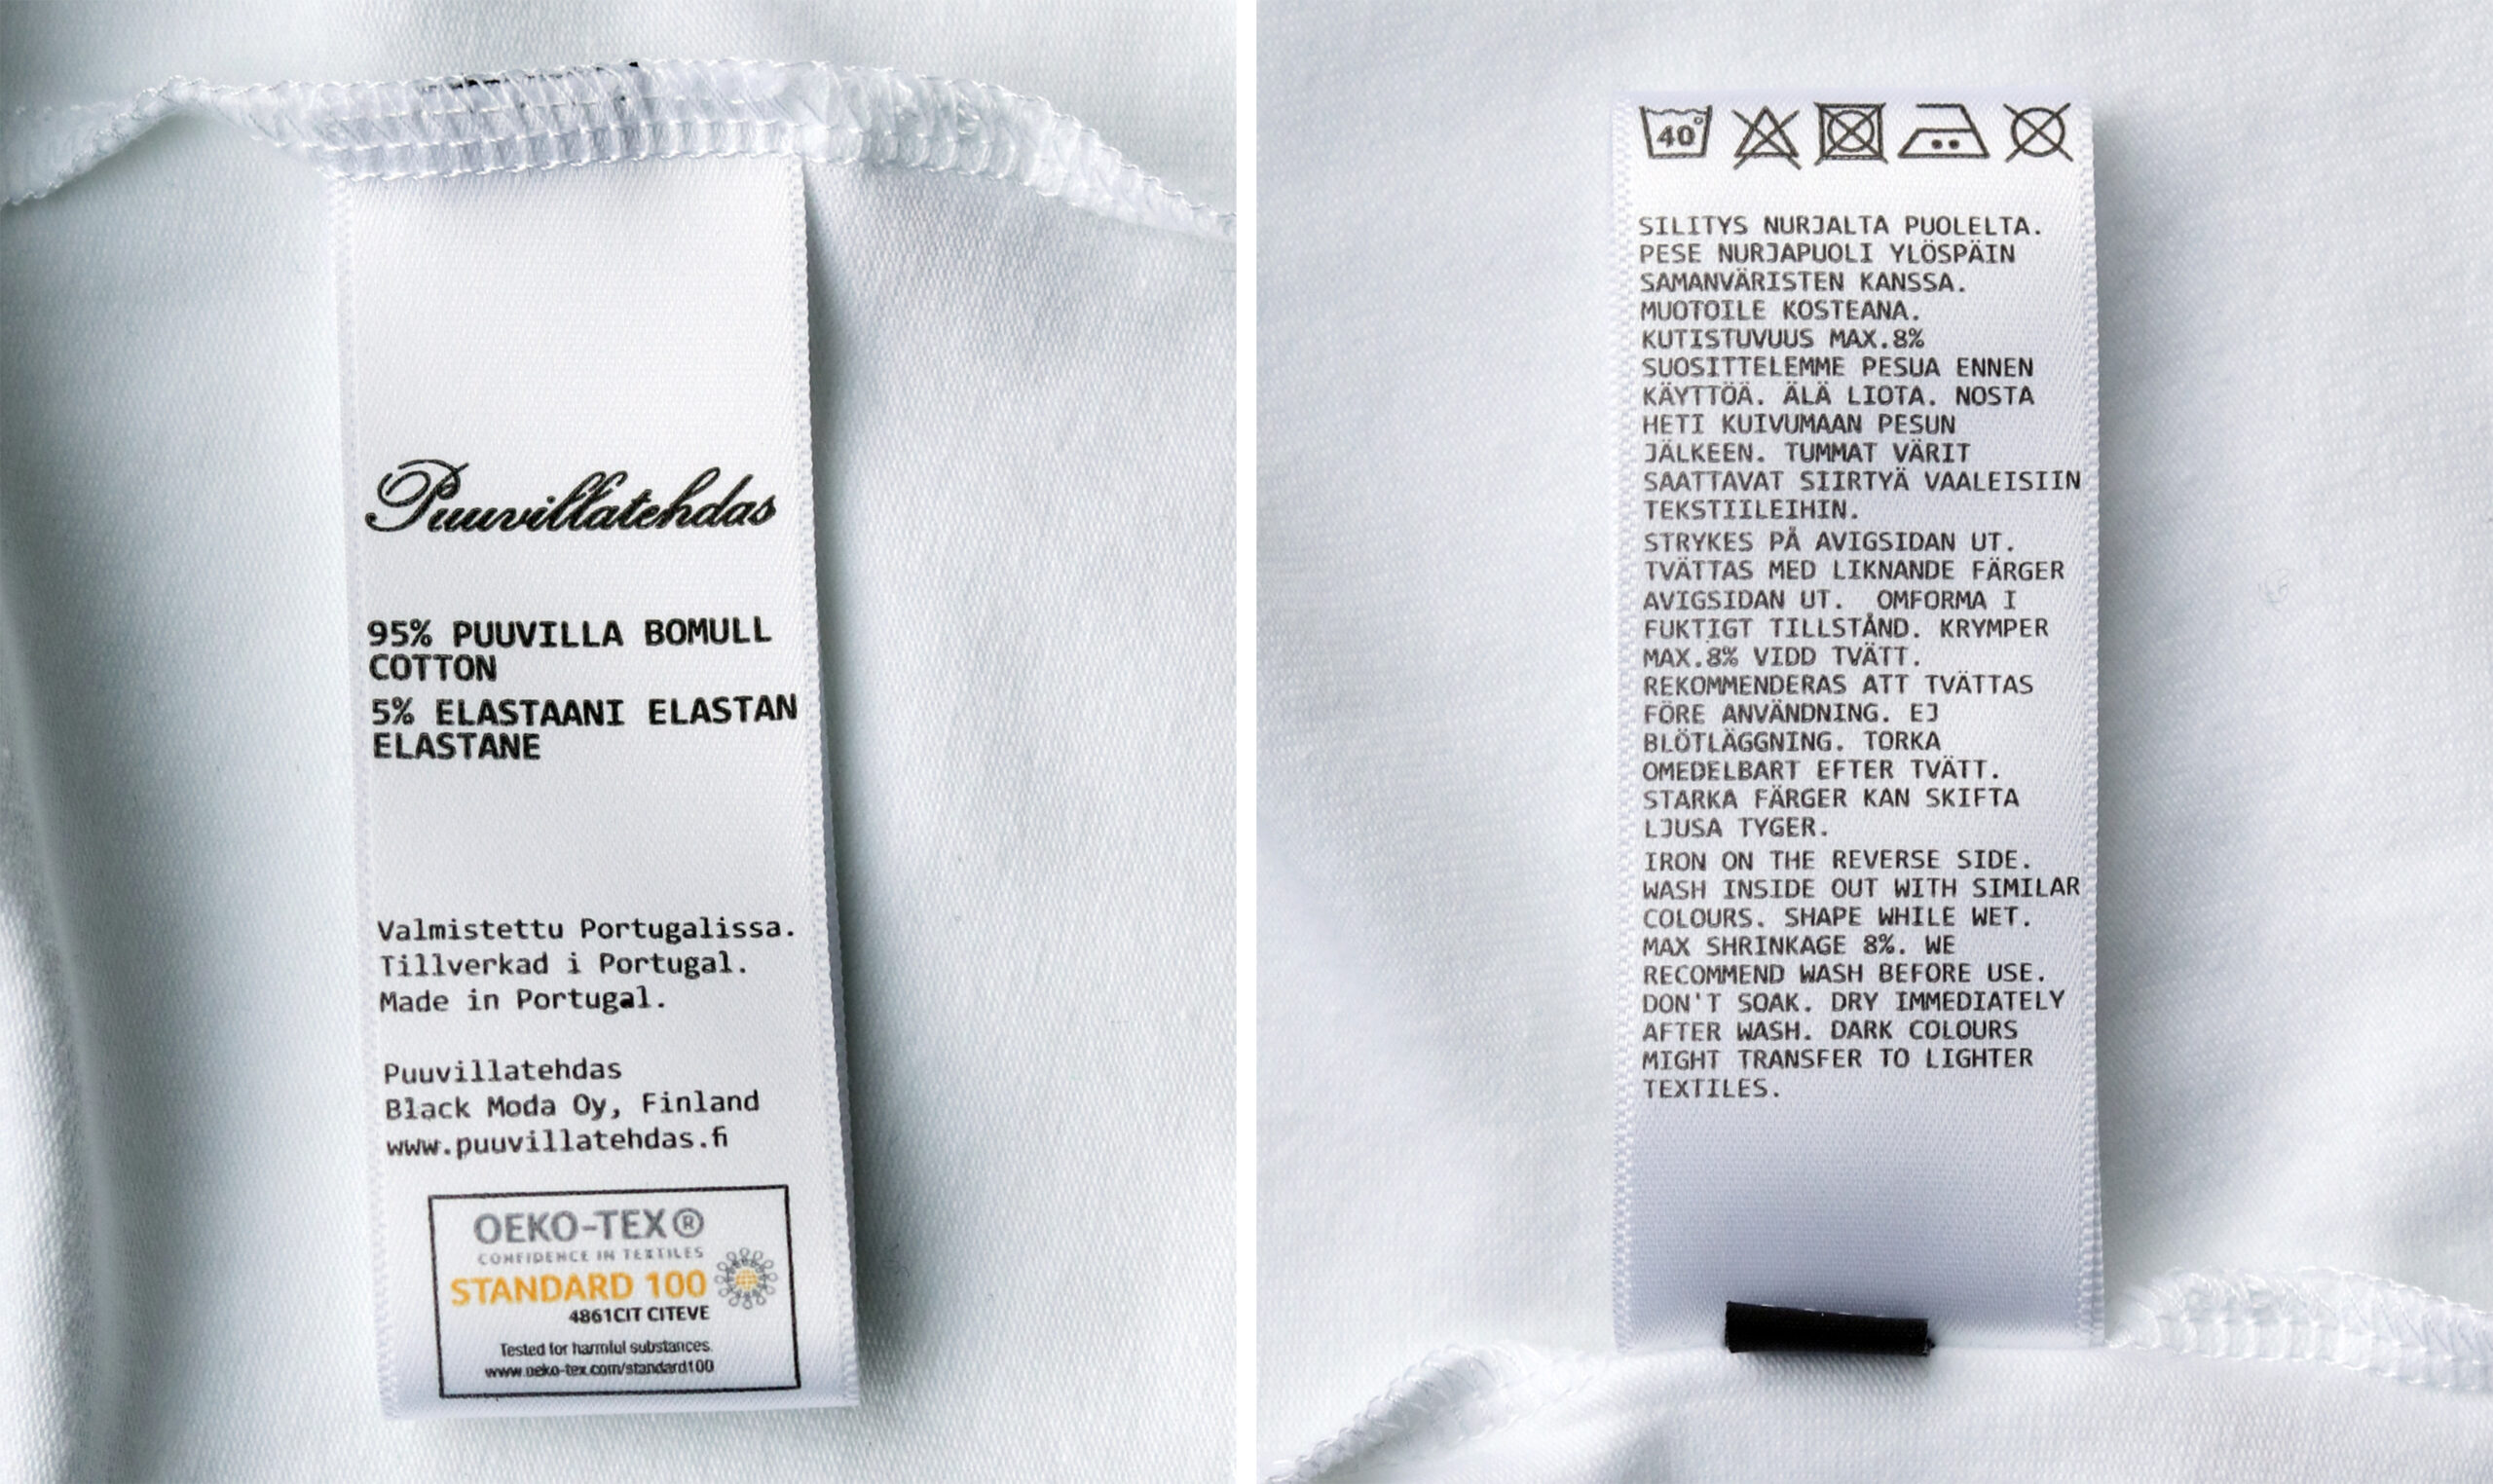 Puuvillatehdas
95% PUUVILLA BOMULL
COTTON
5% ELASTAANI ELASTAN
ELASTANE
Valmistettu Portugalissa.
Tillverkad i Portugal.
Made in Portugal.
Puuvillatehdas
Black Moda Oy, Finland
www.puuvillatehdas.fi
OEKO-TEX®
CONFIDENCE IN TEXTILES
STANDARD 100
4861CIT CITEVE
Tested for harmful substances.
www.oeko-tex.com/standard100
40°
SILITYS NURJALTA PUOLELTA.
PESE NURJAPUOLI YLÖSPÄIN
SAMANVÄRISTEN KANSSA.
MUOTOILE KOSTEANA.
KUTISTUVUUS MAX.8%
SUOSITTELEMME PESUA ENNEN
KÄYTTÖÄ. ÄLÄ LIOTA. NOSTA
HETI KUIVUMAAN PESUN
JÄLKEEN. TUMMAT VÄRIT
SAATTAVAT SIIRTYÄ VAALEISIIN
TEKSTIILEIHIN.
STRYKES PÅ AVIGSIDAN UT.
TVÄTTAS MED LIKNANDE FÄRGER
AVIGSIDAN UT. OMFORMA I
FUKTIGT TILLSTÅND. KRYMPER
MAX.8% VIDD TVÄTT.
REKOMMENDERAS ATT TVÄTTAS
FÖRE ANVÄNDNING. EJ
BLÖTLÄGGNING. TORKA
OMEDELBART EFTER TVÄTT.
STARKA FÄRGER KAN SKIFTA
LJUSA TYGER.
IRON ON THE REVERSE SIDE.
WASH INSIDE OUT WITH SIMILAR
COLOURS. SHAPE WHILE WET.
MAX SHRINKAGE 8%. WE
RECOMMEND WASH BEFORE USE.
DON'T SOAK. DRY IMMEDIATELY
AFTER WASH. DARK COLOURS
MIGHT TRANSFER TO LIGHTER
TEXTILES.